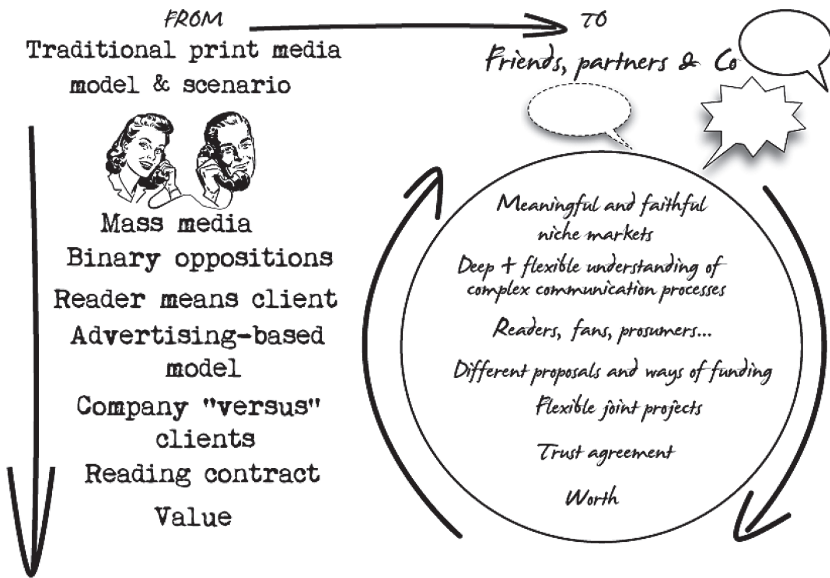 FROM
Traditional print media
model & scenario
Mass media
Binary oppositions
Reader means client
Advertising-based
model
Company "versus"
clients
Reading contract
Value
TO
Friends, partners & Co
Meaningful and faithful
niche markets
Deep + flexible understanding of
complex communication processes
Readers, fans, prosumers...
Different proposals and ways of funding
Flexible joint projects
Trust agreement
Worth